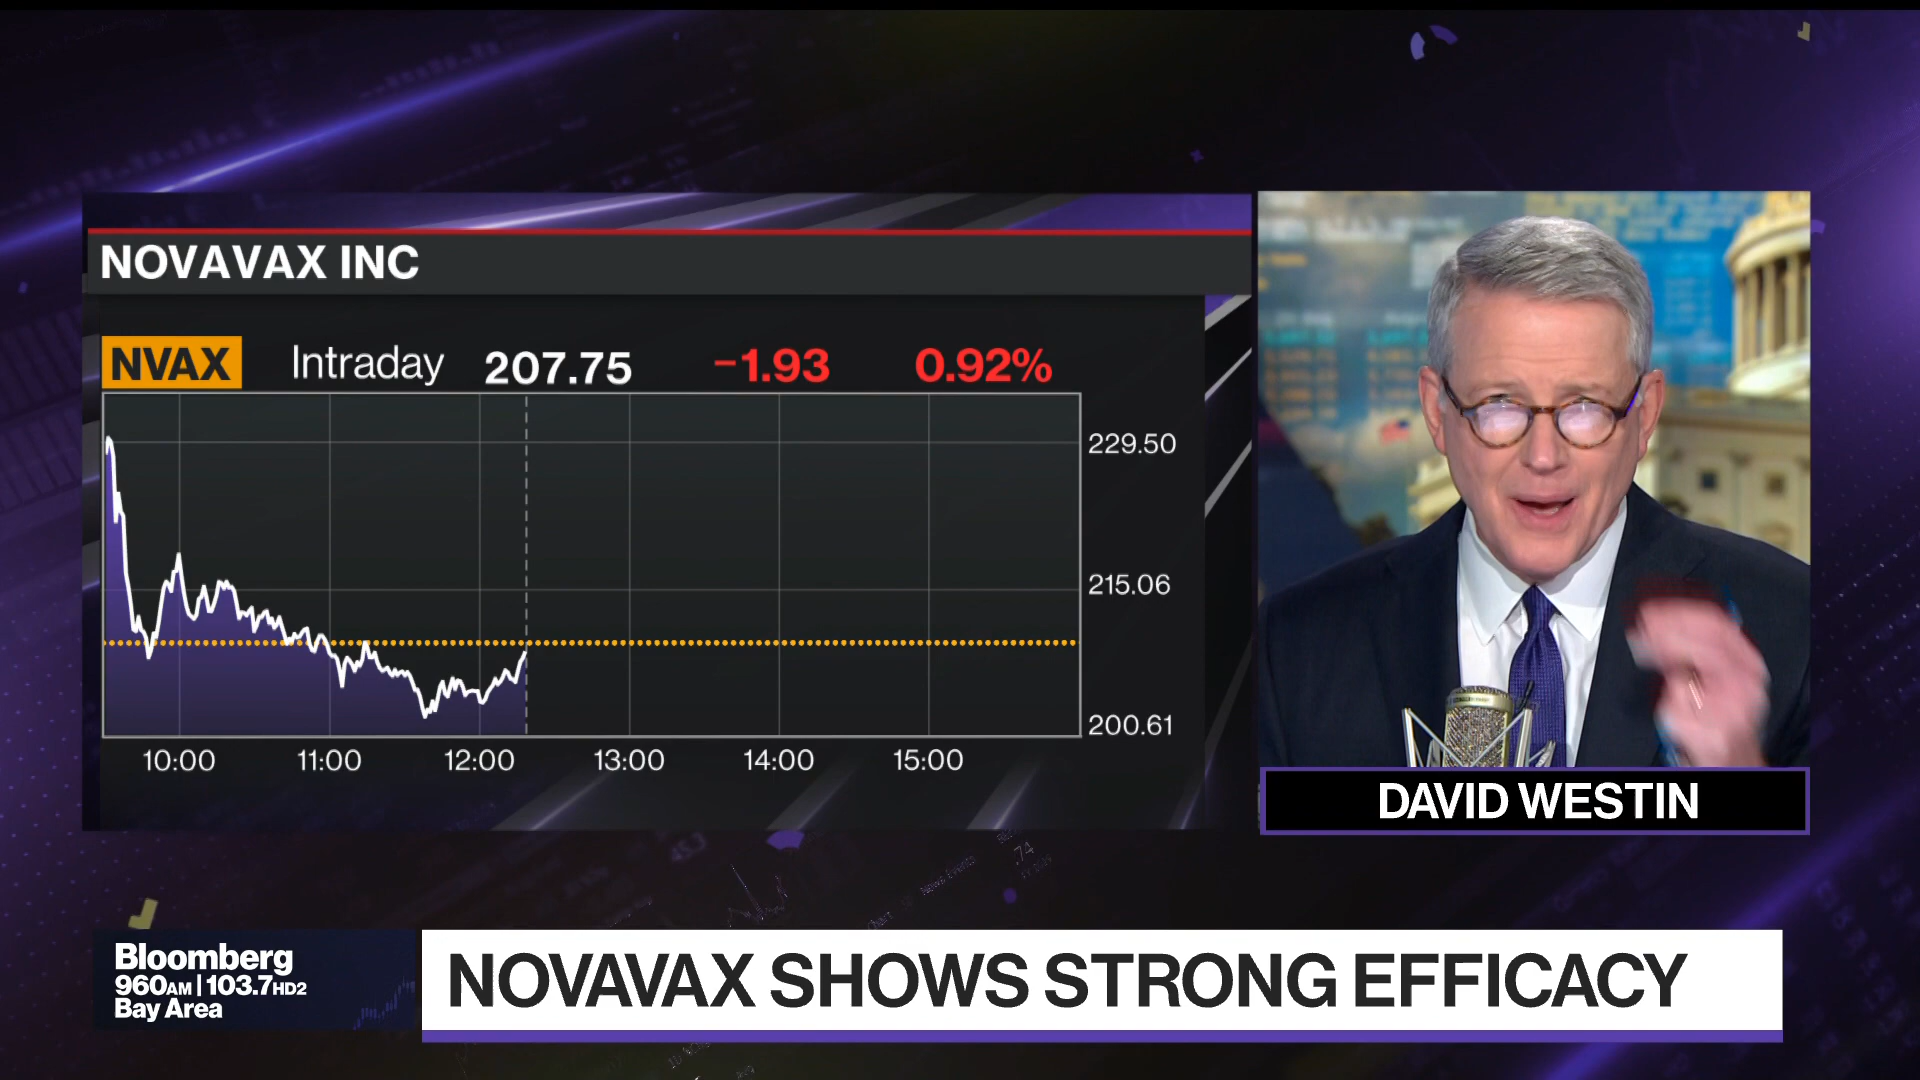 NOVAVAX INC
NVAX Intraday 207.75 -1.93 0.92%
229.50
215.06
200.61
10:00 11:00 12:00 13:00 14:00 15:00
DAVID WESTIN
Bloomberg
960AM | 103.7HD2
Bay Area
NOVAVAX SHOWS STRONG EFFICACY
.74